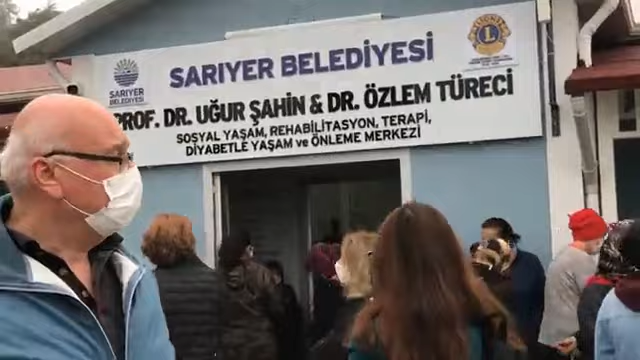 SARIYER BELEDİYESİ
SARIYER
BELEDİYESİ
PROF. DR. UĞUR ŞAHİN & DR. ÖZLEM TÜRECİ
SOSYAL YAŞAM, REHABİLİTASYON, TERAPİ,
DİYABETLE YAŞAM ve ÖNLEME MERKEZİ